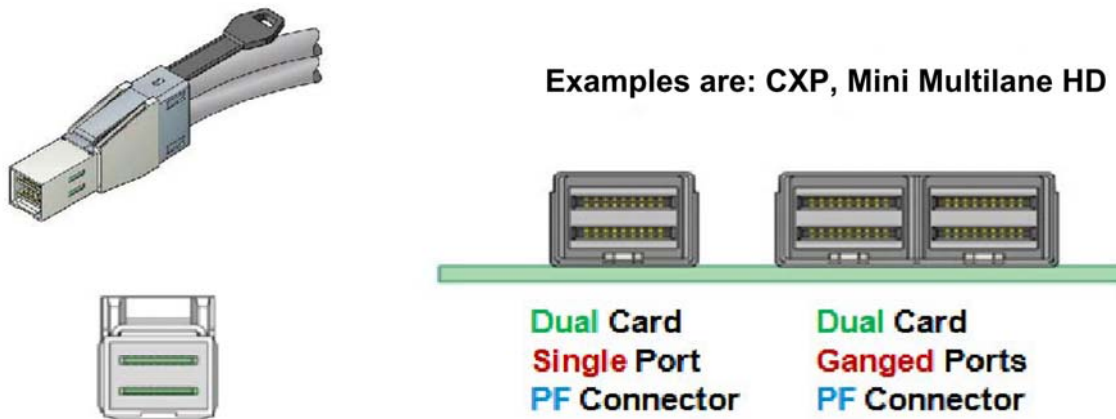 Examples are: CXP, Mini Multilane HD
Dual Card
Single Port
PF Connector
Dual Card
Ganged Ports
PF Connector